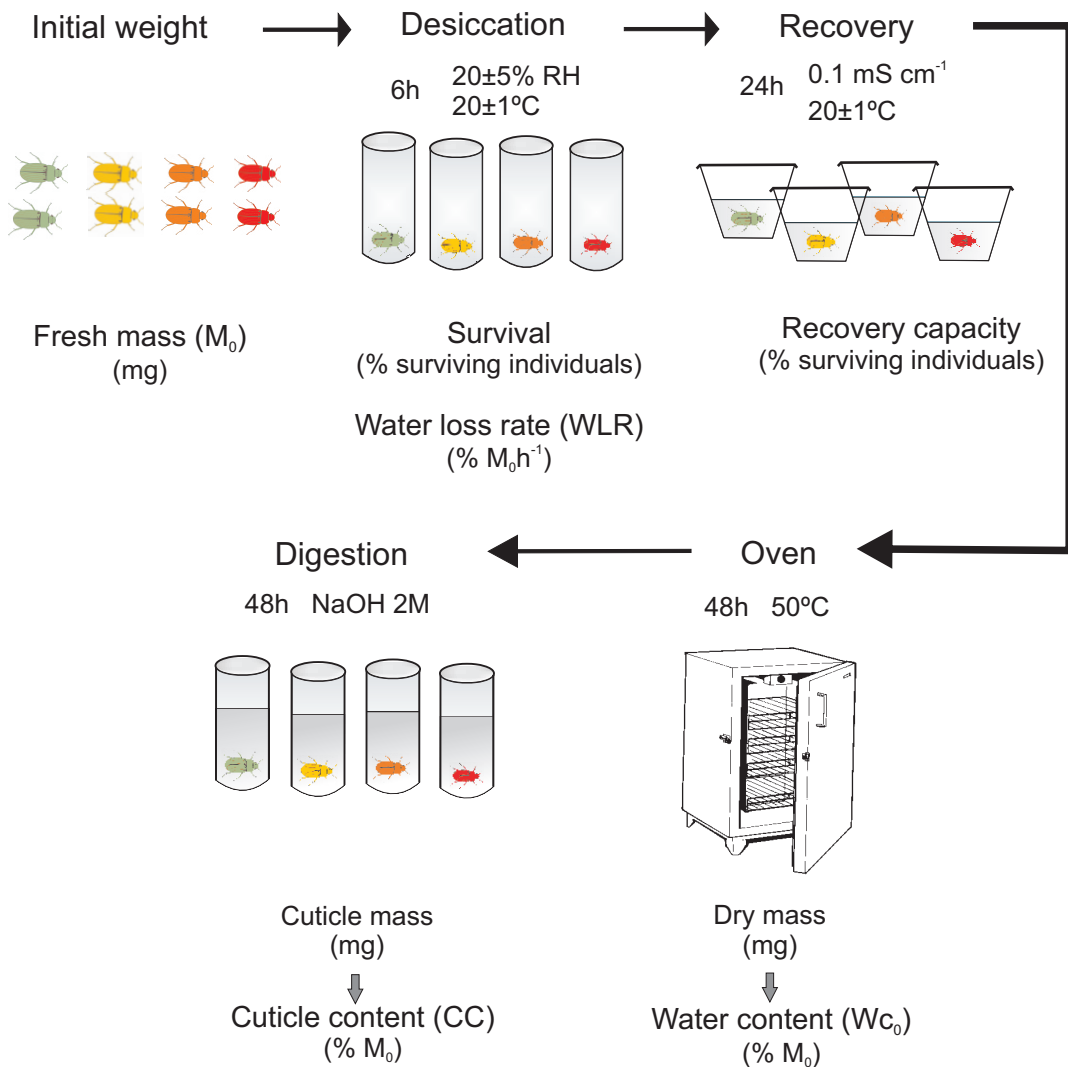 Initial weight
Desiccation
Recovery
6h
20±5% RH
20±1ºC
24h
0.1 mS cm⁻¹
20±1ºC
Fresh mass (M₀)
(mg)
Survival
(% surviving individuals)
Water loss rate (WLR)
(% M₀h⁻¹)
Recovery capacity
(% surviving individuals)
Digestion
Oven
48h NaOH 2M
48h 50ºC
Cuticle mass
(mg)
Cuticle content (CC)
(% M₀)
Dry mass
(mg)
Water content (Wc₀)
(% M₀)